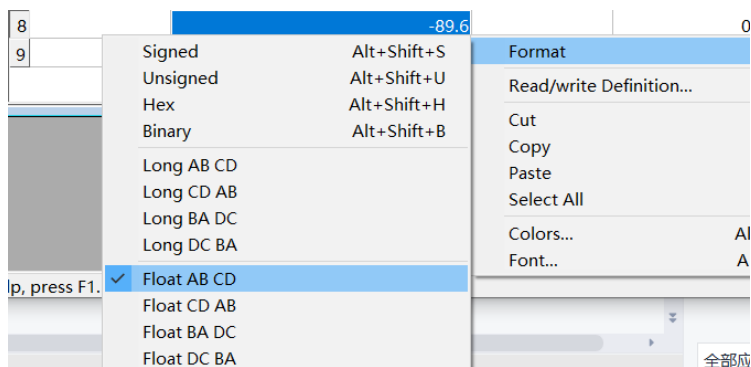 8
-89.6
0
9
Signed Alt+Shift+S
Unsigned Alt+Shift+U
Hex Alt+Shift+H
Binary Alt+Shift+B
Long AB CD
Long CD AB
Long BA DC
Long DC BA
Float AB CD
Float CD AB
Float BA DC
Float DC BA
Format
Read/write Definition...
Cut
Copy
Paste
Select All
Colors... Al
Font... A
lp, press F1.
全部应